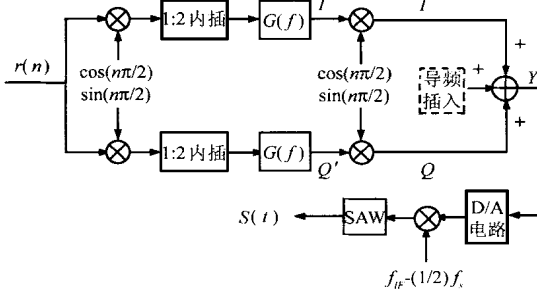 I'
I
1:2内插
G(f)
r(n)
cos(nπ/2)
sin(nπ/2)
cos(nπ/2)
sin(nπ/2)
导频
插入
+
+
+
Y
1:2内插
G(f)
Q'
Q
S(t)
SAW
D/A
电路
f_IF-(1/2)f_s